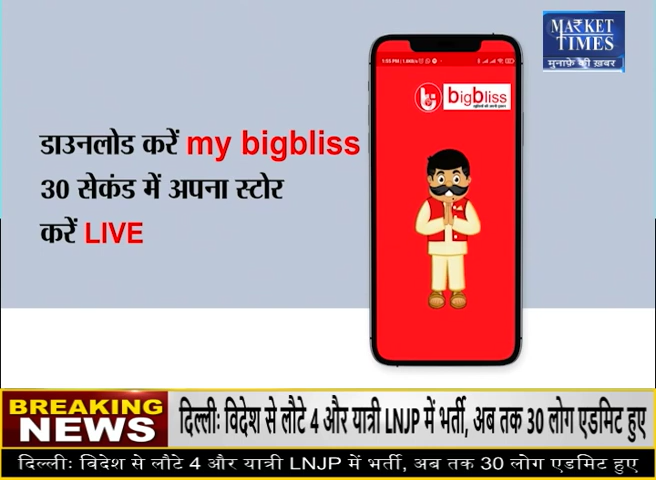 MARKET
TIMES
मुनाफ़े की ख़बर
bigbliss
डाउनलोड करें my bigbliss
30 सेकंड में अपना स्टोर
करें LIVE
BREAKING
NEWS
दिल्लीः विदेश से लौटे 4 और यात्री LNJP में भर्ती, अब तक 30 लोग एडमिट हुए
दिल्लीः विदेश से लौटे 4 और यात्री LNJP में भर्ती, अब तक 30 लोग एडमिट हुए